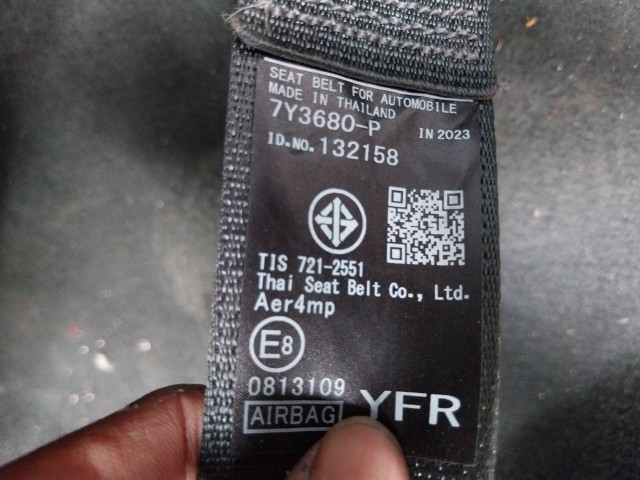 SEAT BELT FOR AUTOMOBILE
MADE IN THAILAND
7Y3680-P IN 2023
ID.NO.132158
TIS 721-2551
Thai Seat Belt Co., Ltd.
Aer4mp
E8
0813109
AIRBAG YFR